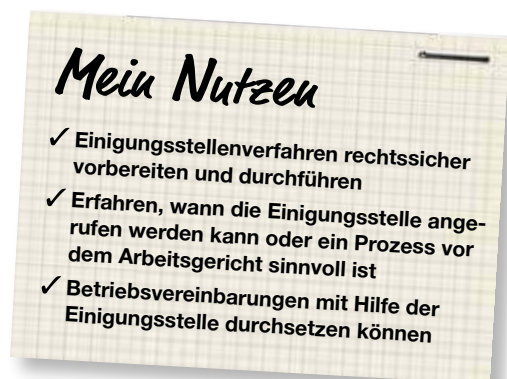 Mein Nutzen
✓ Einigungsstellenverfahren rechtssicher
vorbereiten und durchführen
✓ Erfahren, wann die Einigungsstelle ange-
rufen werden kann oder ein Prozess vor
dem Arbeitsgericht sinnvoll ist
✓ Betriebsvereinbarungen mit Hilfe der
Einigungsstelle durchsetzen können